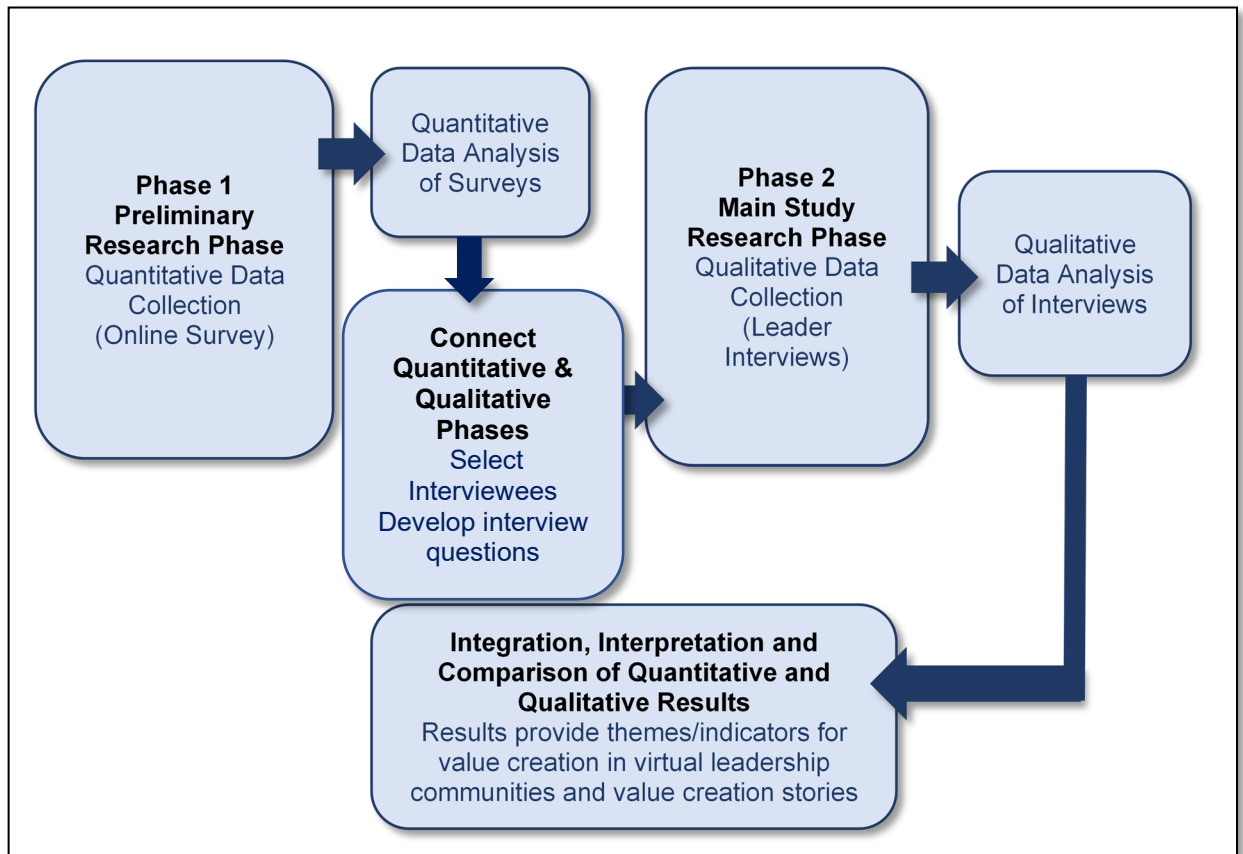 Phase 1
Preliminary
Research Phase
Quantitative Data
Collection
(Online Survey)
Quantitative
Data Analysis
of Surveys
Connect
Quantitative &
Qualitative
Phases
Select
Interviewees
Develop interview
questions
Phase 2
Main Study
Research Phase
Qualitative Data
Collection
(Leader
Interviews)
Qualitative
Data Analysis
of Interviews
Integration, Interpretation and
Comparison of Quantitative and
Qualitative Results
Results provide themes/indicators for
value creation in virtual leadership
communities and value creation stories